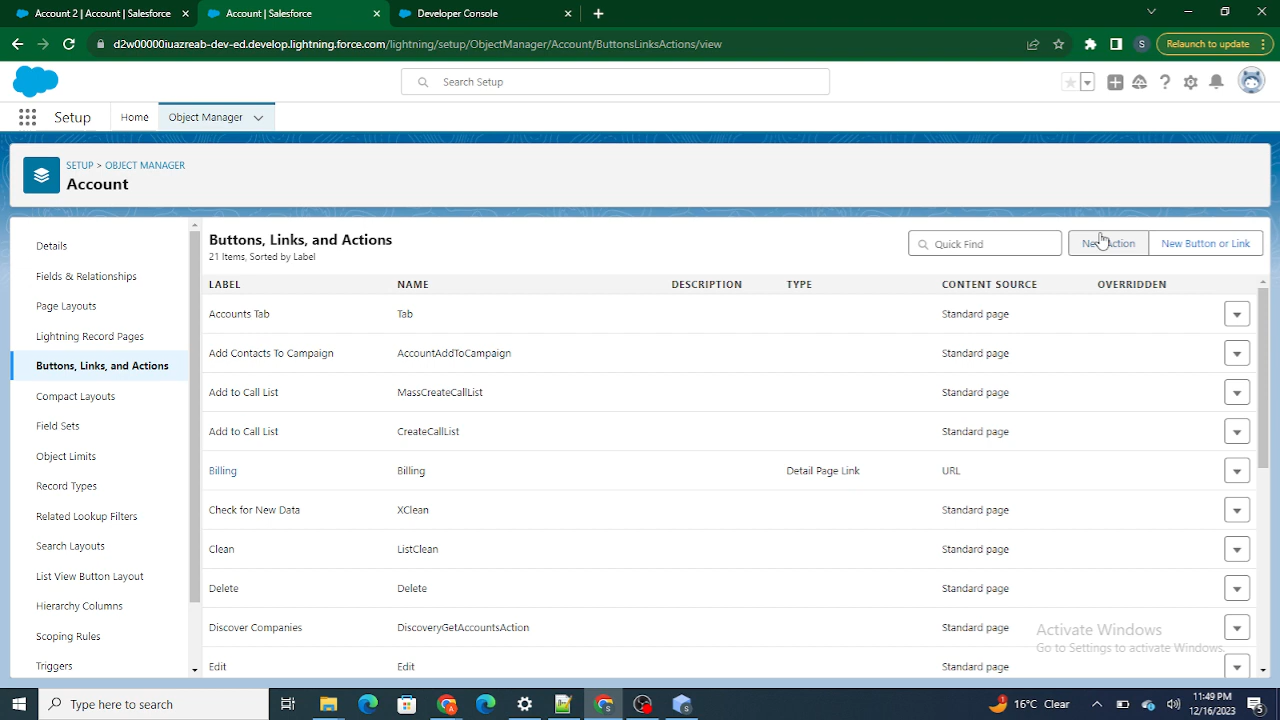 Account 2 | Account | Salesforce
Account | Salesforce
Developer Console
d2w00000iuazreab-dev-ed.develop.lightning.force.com/lightning/setup/ObjectManager/Account/ButtonsLinksActions/view
S
Relaunch to update
Search Setup
Setup
Home
Object Manager
SETUP > OBJECT MANAGER
Account
Details
Fields & Relationships
Page Layouts
Lightning Record Pages
Buttons, Links, and Actions
Compact Layouts
Field Sets
Object Limits
Record Types
Related Lookup Filters
Search Layouts
List View Button Layout
Hierarchy Columns
Scoping Rules
Triggers
Buttons, Links, and Actions
21 Items, Sorted by Label
Quick Find
New Action
New Button or Link
LABEL NAME DESCRIPTION TYPE CONTENT SOURCE OVERRIDDEN
Accounts Tab Tab Standard page
Add Contacts To Campaign AccountAddToCampaign Standard page
Add to Call List MassCreateCallList Standard page
Add to Call List CreateCallList Standard page
Billing Billing Detail Page Link URL
Check for New Data XClean Standard page
Clean ListClean Standard page
Delete Delete Standard page
Discover Companies DiscoveryGetAccountsAction Standard page
Edit Edit Standard page
Activate Windows
Go to Settings to activate Windows.
Type here to search
16°C Clear
11:49 PM
12/16/2023